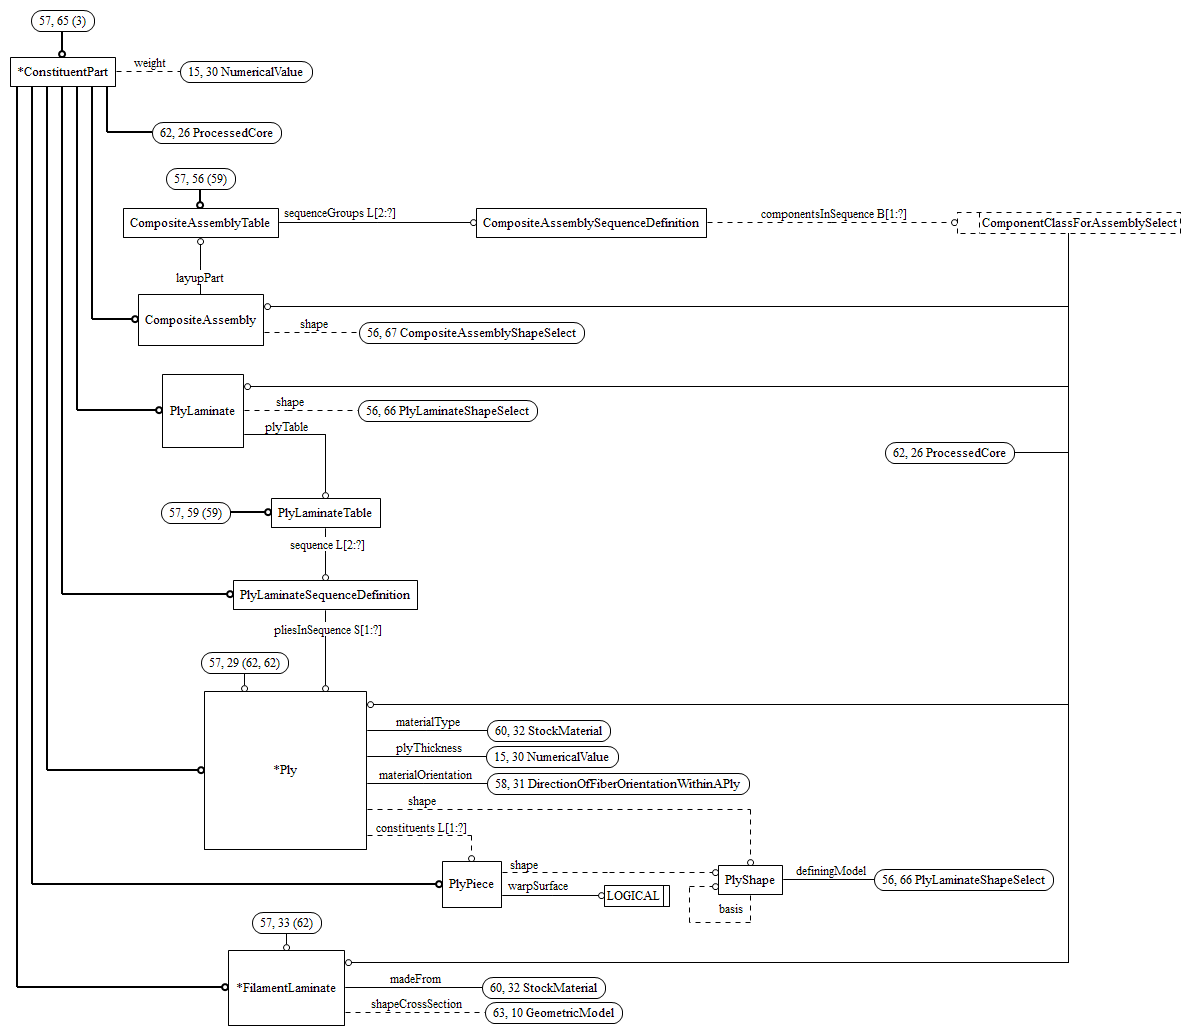 57, 65 (3)
*ConstituentPart
weight
15, 30 NumericalValue
62, 26 ProcessedCore
57, 56 (59)
CompositeAssemblyTable
sequenceGroups L[2:?]
CompositeAssemblySequenceDefinition
componentsInSequence B[1:?]
ComponentClassForAssemblySelect
layupPart
CompositeAssembly
shape
56, 67 CompositeAssemblyShapeSelect
PlyLaminate
shape
56, 66 PlyLaminateShapeSelect
plyTable
62, 26 ProcessedCore
57, 59 (59)
PlyLaminateTable
sequence L[2:?]
PlyLaminateSequenceDefinition
pliesInSequence S[1:?]
57, 29 (62, 62)
*Ply
materialType
60, 32 StockMaterial
plyThickness
15, 30 NumericalValue
materialOrientation
58, 31 DirectionOfFiberOrientationWithinAPly
shape
constituents L[1:?]
PlyPiece
shape
warpSurface
LOGICAL
PlyShape
basis
definingModel
56, 66 PlyLaminateShapeSelect
57, 33 (62)
*FilamentLaminate
madeFrom
60, 32 StockMaterial
shapeCrossSection
63, 10 GeometricModel